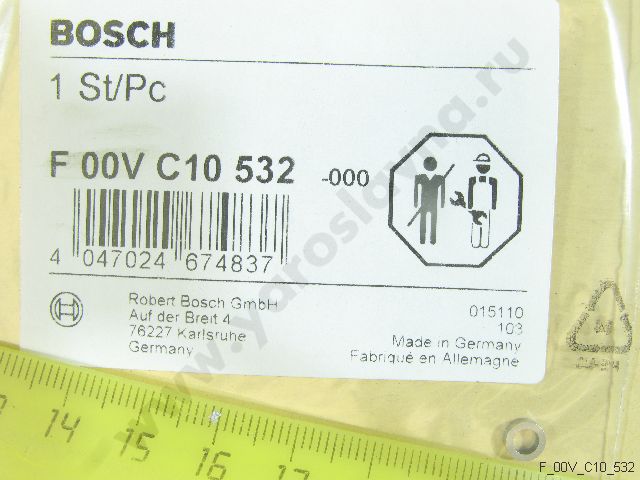 BOSCH
1 St/Pc
F 00V C10 532 -000
4 047024 674837
Robert Bosch GmbH
Auf der Breit 4
76227 Karlsruhe
Germany
015110
103
Made in Germany
Fabriqué en Allemagne
www.yaroslavna.ru
14 15 16 17
F_00V_C10_532